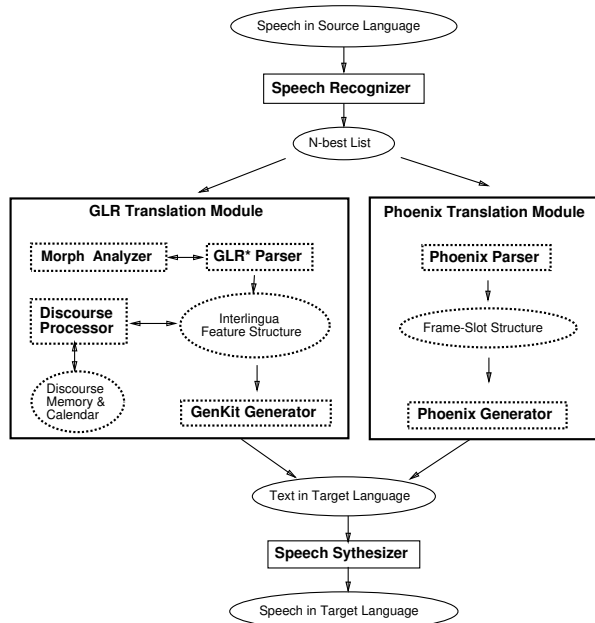 Speech in Source Language
Speech Recognizer
N-best List
GLR Translation Module
Morph Analyzer
GLR* Parser
Discourse
Processor
Interlingua
Feature Structure
Discourse
Memory &
Calendar
GenKit Generator
Phoenix Translation Module
Phoenix Parser
Frame-Slot Structure
Phoenix Generator
Text in Target Language
Speech Sythesizer
Speech in Target Language